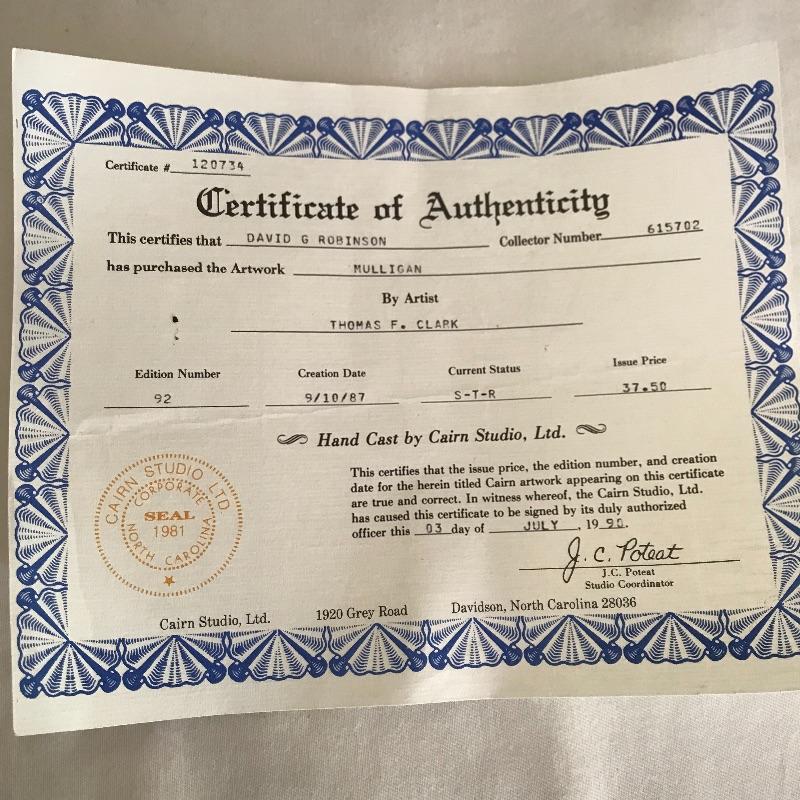 Certificate # 120734
Certificate of Authenticity
This certifies that DAVID G ROBINSON Collector Number 615702
has purchased the Artwork MULLIGAN
By Artist
THOMAS F. CLARK
Edition Number Creation Date Current Status Issue Price
92 9/10/87 S-T-R 37.50
Hand Cast by Cairn Studio, Ltd.
This certifies that the issue price, the edition number, and creation
date for the herein titled Cairn artwork appearing on this certificate
are true and correct. In witness whereof, the Cairn Studio, Ltd.
has caused this certificate to be signed by its duly authorized
officer this 03 day of JULY, 1990.
CAIRN STUDIO LTD.
CORPORATE
SEAL
1981
NORTH CAROLINA
J. C. Poteat
J.C. Poteat
Studio Coordinator
Cairn Studio, Ltd. 1920 Grey Road Davidson, North Carolina 28036